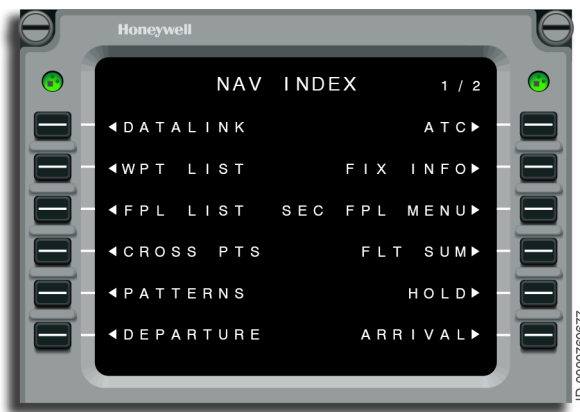 Honeywell
NAV INDEX 1 / 2
◄DATALINK ATC►
◄WPT LIST FIX INFO►
◄FPL LIST SEC FPL MENU►
◄CROSS PTS FLT SUM►
◄PATTERNS HOLD►
◄DEPARTURE ARRIVAL►